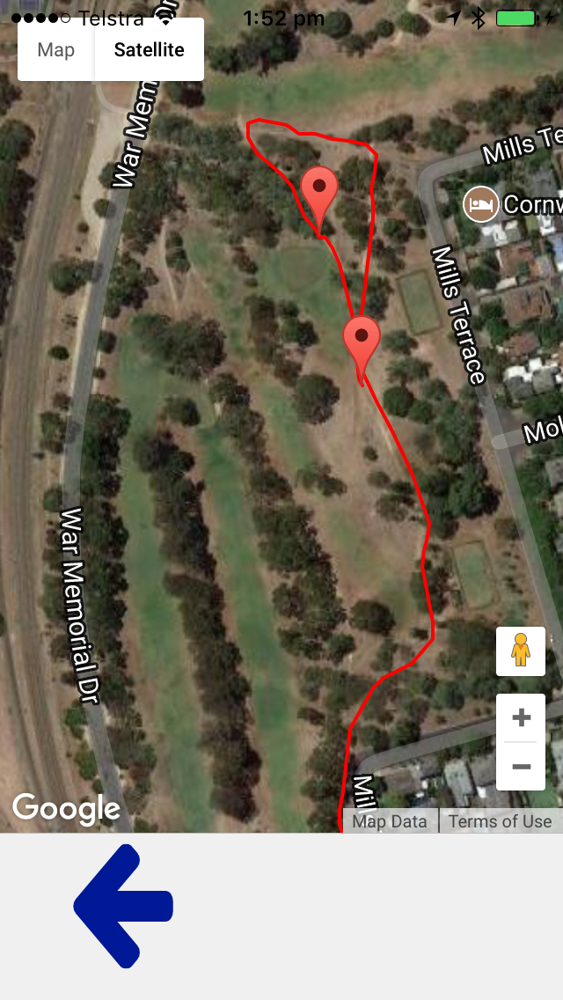 Telstra 1:52 pm
Map Satellite
War Mem
Mills Te
Cornw
Mills Terrace
Mol
War Memorial Dr
+
−
Mill
Google
Map Data Terms of Use